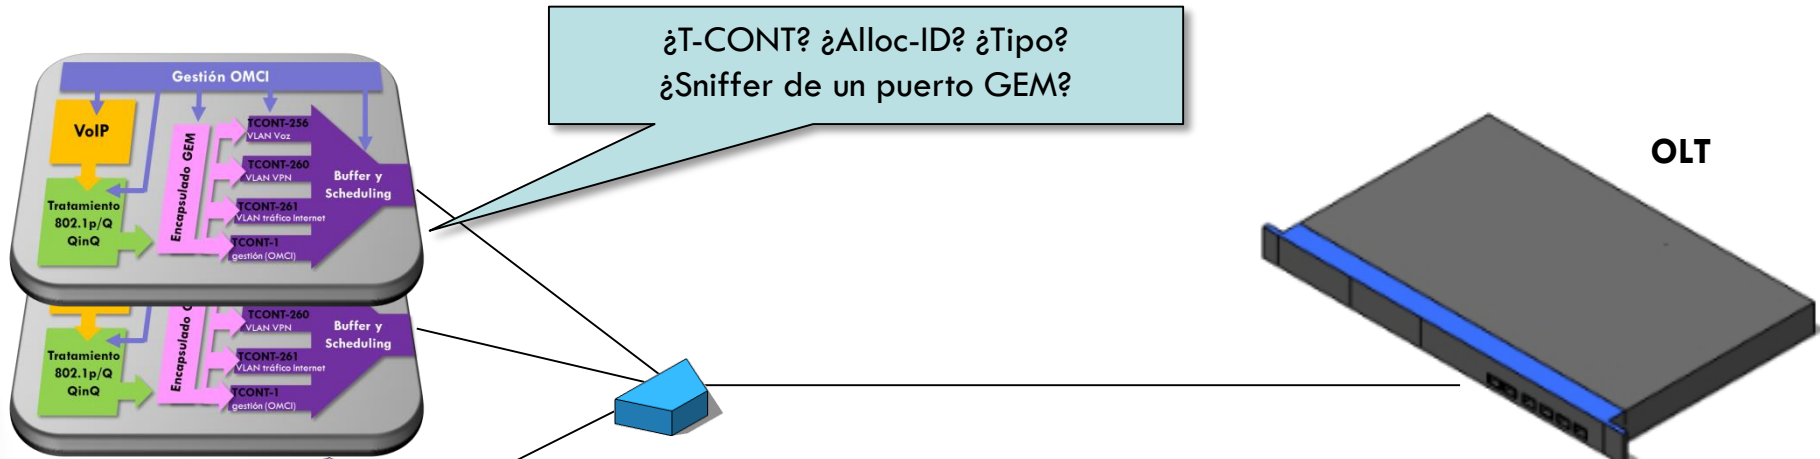 ¿T-CONT? ¿Alloc-ID? ¿Tipo?
¿Sniffer de un puerto GEM?
OLT
Gestión OMCI
VoIP
Tratamiento
802.1p/Q
QinQ
Encapsulado GEM
TCONT-256
VLAN Voz
TCONT-260
VLAN VPN
TCONT-261
VLAN tráfico Internet
TCONT-1
gestión (OMCI)
Buffer y
Scheduling
Tratamiento
802.1p/Q
QinQ
Encapsulado
TCONT-260
VLAN VPN
TCONT-261
VLAN tráfico Internet
TCONT-1
gestión (OMCI)
Buffer y
Scheduling